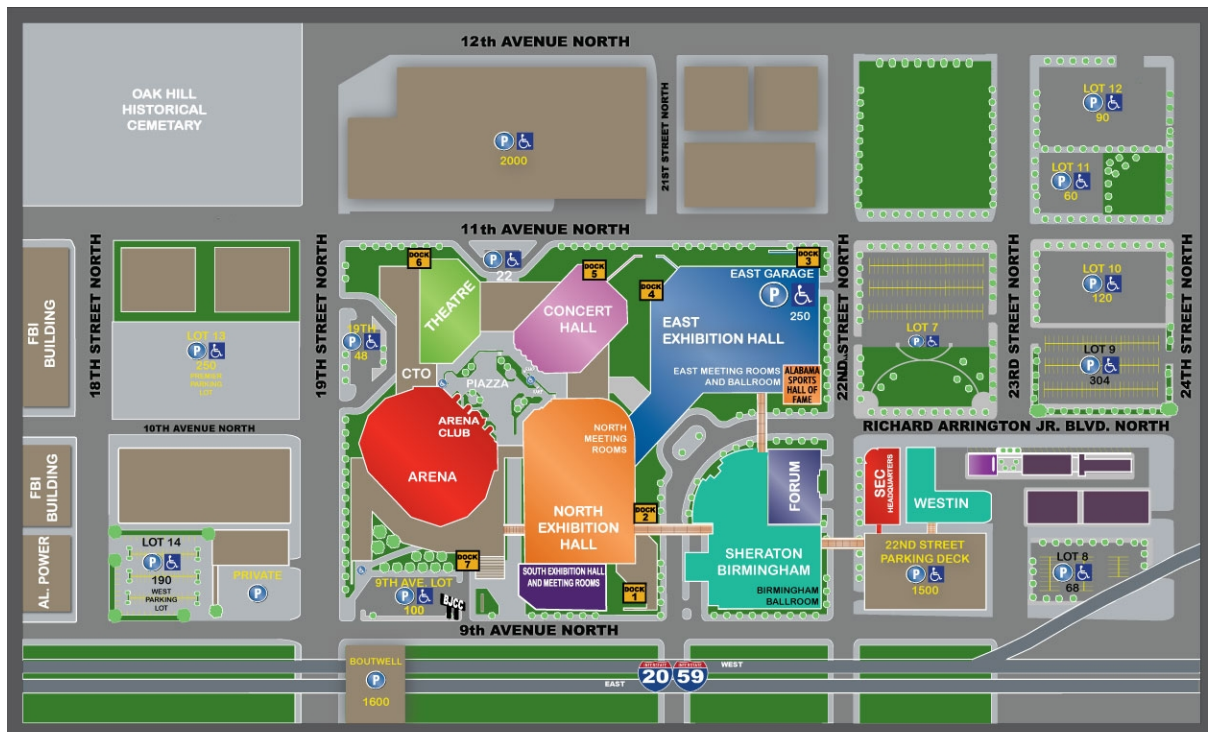 12th AVENUE NORTH
OAK HILL
HISTORICAL
CEMETARY
P
2000
21ST STREET NORTH
LOT 12
P
90
LOT 11
P
60
11th AVENUE NORTH
18TH STREET NORTH
19TH STREET NORTH
22ND STREET NORTH
23RD STREET NORTH
24TH STREET NORTH
FBI
BUILDING
LOT 13
P
250
PREMIER
PARKING
LOT
19TH
P
48
DOCK
6
P
22
THEATRE
CTO
PIAZZA
DOCK
5
CONCERT
HALL
DOCK
4
DOCK
3
EAST GARAGE
P
250
EAST
EXHIBITION HALL
EAST MEETING ROOMS
AND BALLROOM
ALABAMA
SPORTS
HALL OF
FAME
LOT 7
P
LOT 10
P
120
LOT 9
P
304
10TH AVENUE NORTH
RICHARD ARRINGTON JR. BLVD. NORTH
FBI
BUILDING
AL. POWER
LOT 14
P
190
WEST
PARKING
LOT
PRIVATE
P
ARENA
CLUB
ARENA
NORTH
MEETING
ROOMS
NORTH
EXHIBITION
HALL
DOCK
2
DOCK
7
9TH AVE. LOT
P
100
BJCC
SOUTH EXHIBITION HALL
AND MEETING ROOMS
DOCK
1
FORUM
SHERATON
BIRMINGHAM
BIRMINGHAM
BALLROOM
SEC
HEADQUARTERS
WESTIN
22ND STREET
PARKING DECK
P
1500
LOT 8
P
68
9th AVENUE NORTH
BOUTWELL
P
1600
EAST
20
59
WEST